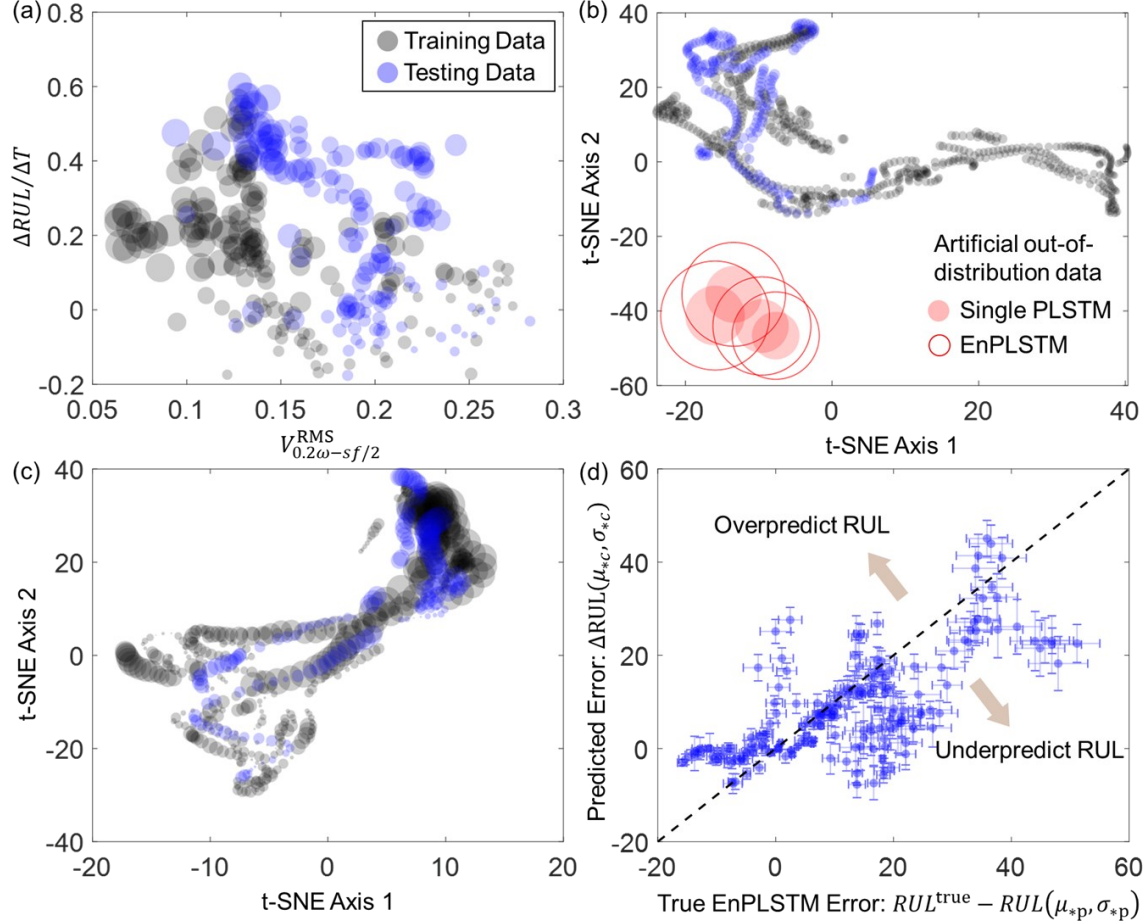 (a)
0.8
0.6
0.4
0.2
0
-0.2
ΔRUL/ΔT
Training Data
Testing Data
0.05 0.1 0.15 0.2 0.25 0.3
V^RMS_0.2ω−sf/2
(b)
40
20
0
-20
-40
-60
t-SNE Axis 2
Artificial out-of-
distribution data
Single PLSTM
EnPLSTM
-20 0 20 40
t-SNE Axis 1
(c)
40
20
0
-20
-40
t-SNE Axis 2
-20 -10 0 10 20
t-SNE Axis 1
(d)
60
40
20
0
-20
Predicted Error: ΔRUL(μ_*c, σ_*c)
Overpredict RUL
Underpredict RUL
-20 0 20 40 60
True EnPLSTM Error: RUL^true − RUL(μ_*p, σ_*p)